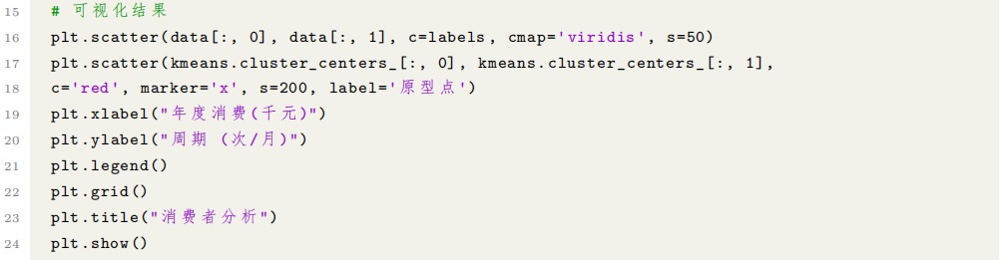 15 # 可视化结果
16 plt.scatter(data[:, 0], data[:, 1], c=labels, cmap='viridis', s=50)
17 plt.scatter(kmeans.cluster_centers_[:, 0], kmeans.cluster_centers_[:, 1],
18 c='red', marker='x', s=200, label='原型点')
19 plt.xlabel("年度消费(千元)")
20 plt.ylabel("周期 (次/月)")
21 plt.legend()
22 plt.grid()
23 plt.title("消费者分析")
24 plt.show()